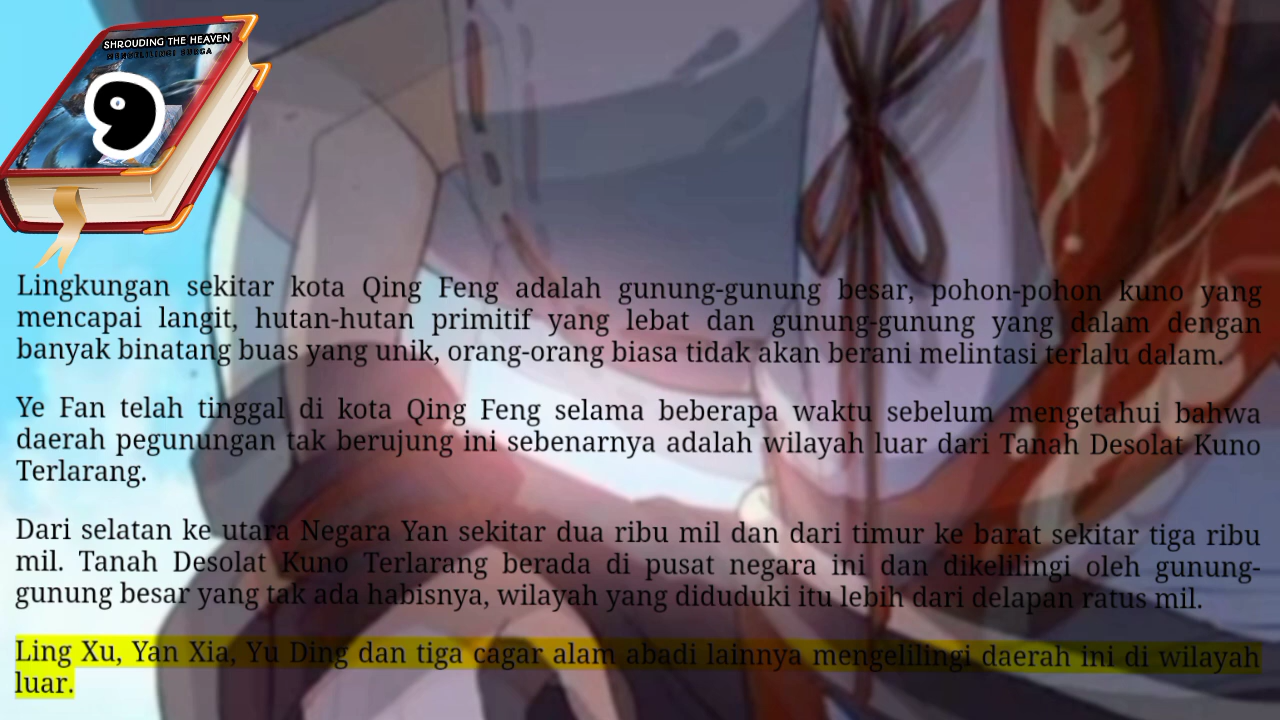 SHROUDING THE HEAVEN
MENGELILINGI SURGA
9
Lingkungan sekitar kota Qing Feng adalah gunung-gunung besar, pohon-pohon kuno yang
mencapai langit, hutan-hutan primitif yang lebat dan gunung-gunung yang dalam dengan
banyak binatang buas yang unik, orang-orang biasa tidak akan berani melintasi terlalu dalam.
Ye Fan telah tinggal di kota Qing Feng selama beberapa waktu sebelum mengetahui bahwa
daerah pegunungan tak berujung ini sebenarnya adalah wilayah luar dari Tanah Desolat Kuno
Terlarang.
Dari selatan ke utara Negara Yan sekitar dua ribu mil dan dari timur ke barat sekitar tiga ribu
mil. Tanah Desolat Kuno Terlarang berada di pusat negara ini dan dikelilingi oleh gunung-
gunung besar yang tak ada habisnya, wilayah yang diduduki itu lebih dari delapan ratus mil.
Ling Xu, Yan Xia, Yu Ding dan tiga cagar alam abadi lainnya mengelilingi daerah ini di wilayah
luar.